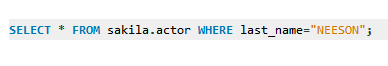 SELECT * FROM sakila.actor WHERE last_name="NEESON";